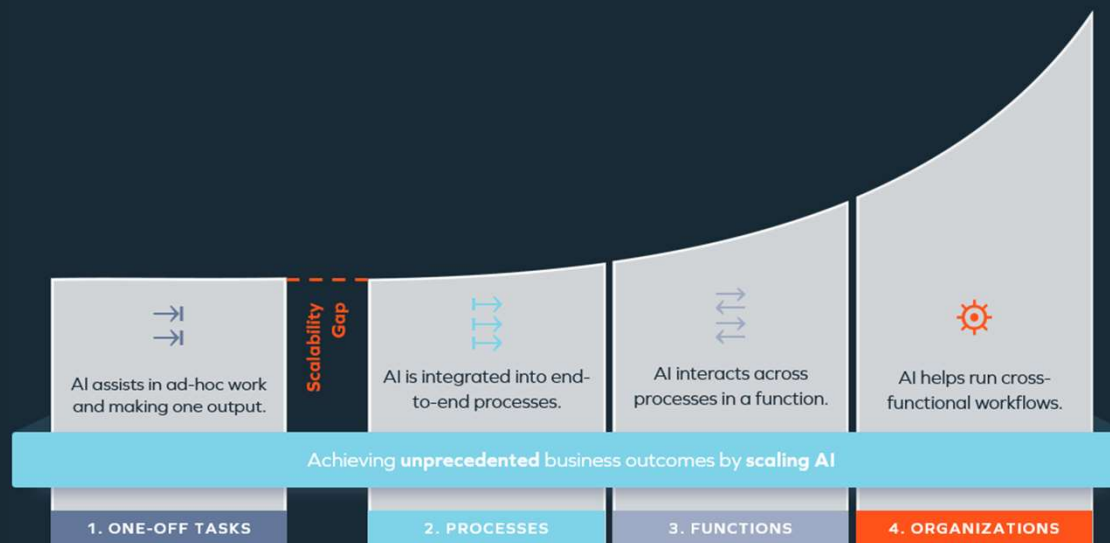 Scalability
Gap
AI assists in ad-hoc work
and making one output.
AI is integrated into end-
to-end processes.
AI interacts across
processes in a function.
AI helps run cross-
functional workflows.
Achieving unprecedented business outcomes by scaling AI
1. ONE-OFF TASKS
2. PROCESSES
3. FUNCTIONS
4. ORGANIZATIONS